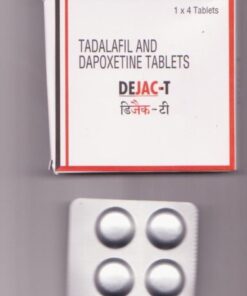 1 x 4 Tablets
TADALAFIL AND
DAPOXETINE TABLETS
DEJAC-T
डिजैक - टी